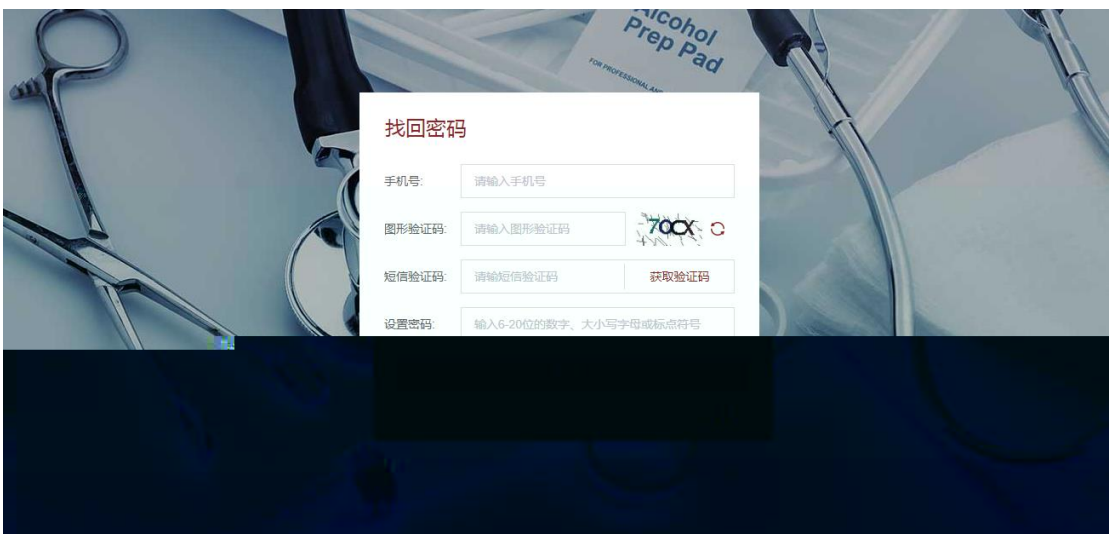 Alcohol
Prep Pad
找回密码
手机号:
请输入手机号
图形验证码:
请输入图形验证码
70CX
短信验证码:
请输短信验证码
获取验证码
设置密码:
输入6-20位的数字、大小写字母或标点符号